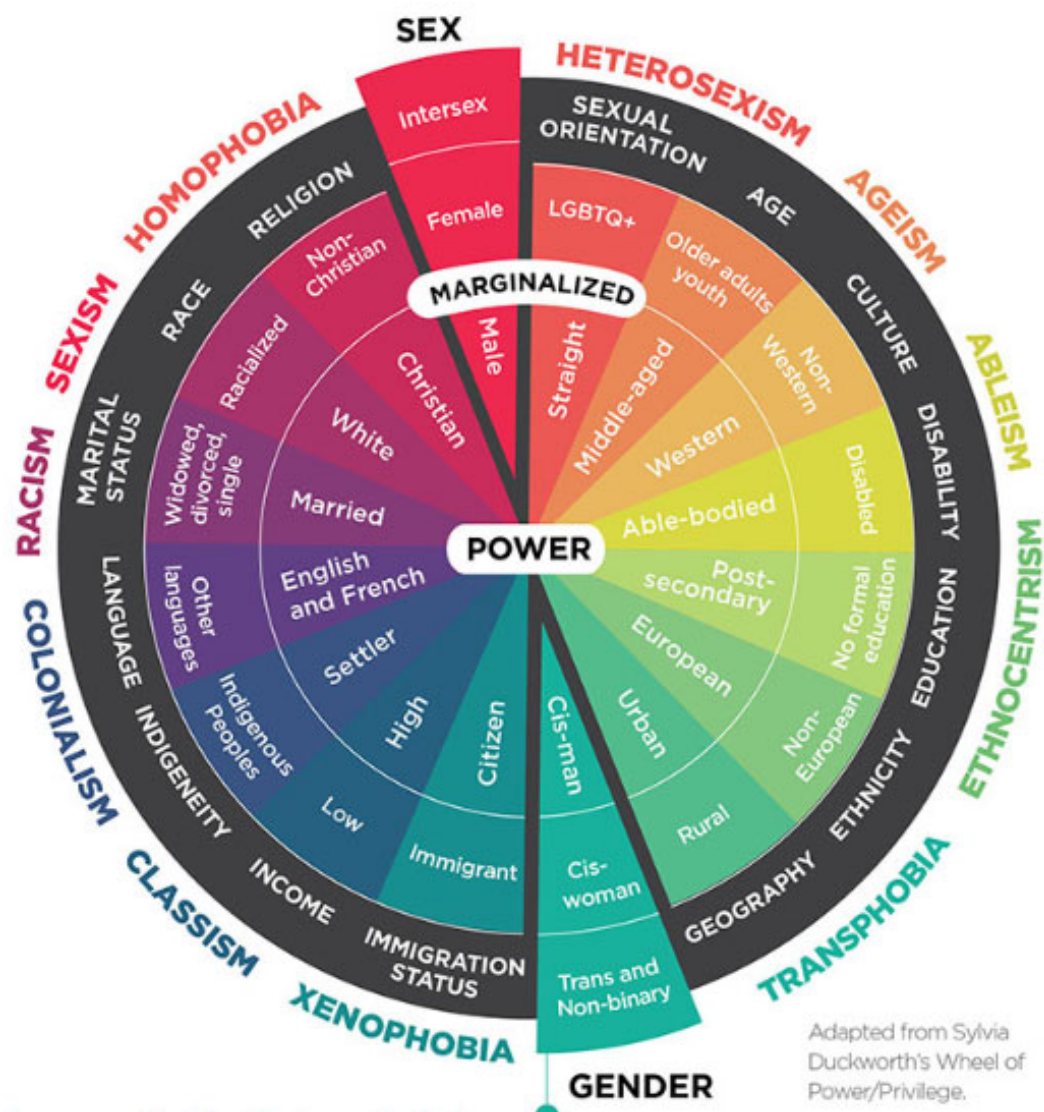 SEX
Intersex
Female
Male
MARGINALIZED
POWER
HETEROSEXISM
AGEISM
ABLEISM
ETHNOCENTRISM
TRANSPHOBIA
XENOPHOBIA
CLASSISM
COLONIALISM
RACISM
SEXISM
HOMOPHOBIA
SEXUAL
ORIENTATION
LGBTQ+
Straight
AGE
Older adults
youth
Middle-aged
CULTURE
Non-
Western
Western
DISABILITY
Disabled
Able-bodied
EDUCATION
No formal
education
Post-
secondary
ETHNICITY
Non-
European
European
GEOGRAPHY
Rural
Urban
Cis-man
Cis-
woman
Trans and
Non-binary
GENDER
IMMIGRATION
STATUS
Immigrant
Citizen
INCOME
Low
High
INDIGENEITY
Indigenous
Peoples
Settler
LANGUAGE
Other
languages
English
and French
MARITAL
STATUS
Widowed,
divorced,
single
Married
RACE
Racialized
White
RELIGION
Non-
Christian
Christian
Adapted from Sylvia
Duckworth's Wheel of
Power/Privilege.